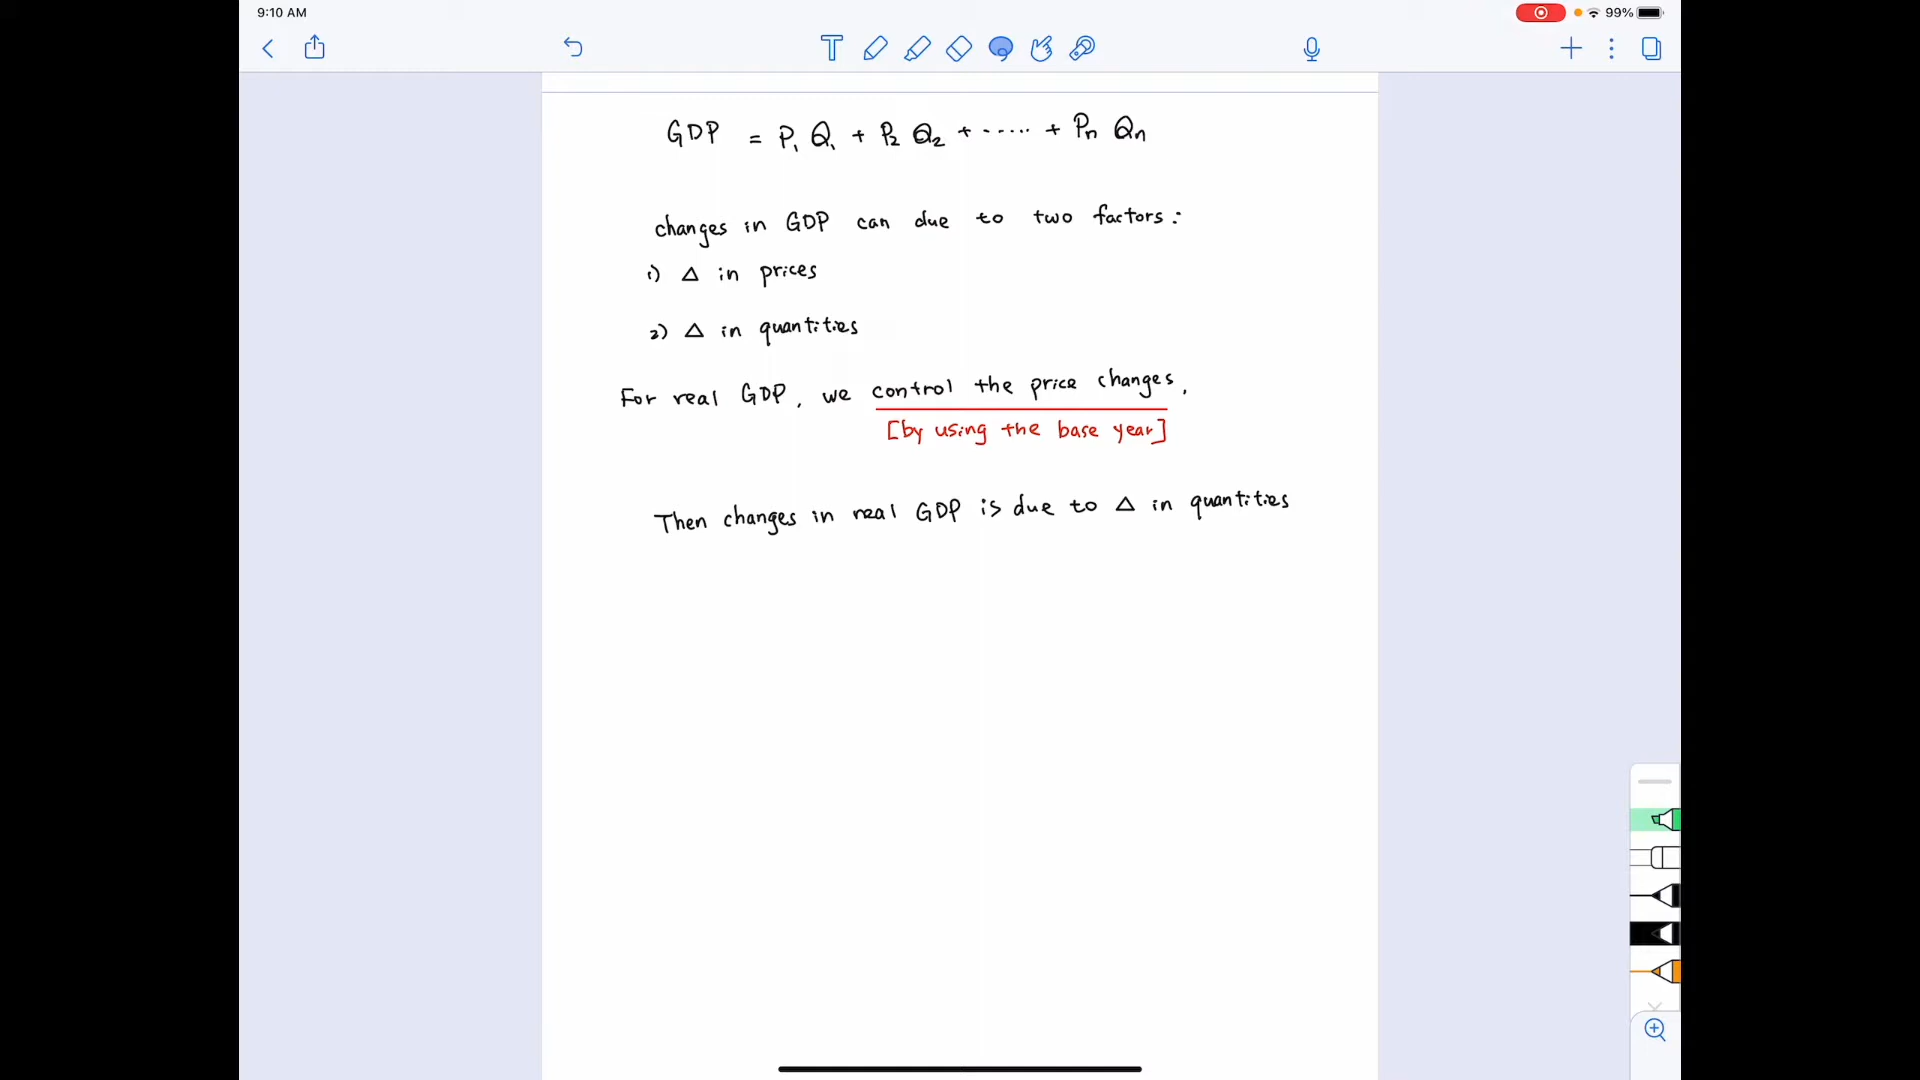 9:10 AM
99%
GDP = P₁ Q₁ + P₂ Q₂ + ...... + Pn Qn
changes in GDP can due to two factors:
1) Δ in prices
2) Δ in quantities
For real GDP, we control the price changes.
[by using the base year]
Then changes in real GDP is due to Δ in quantities